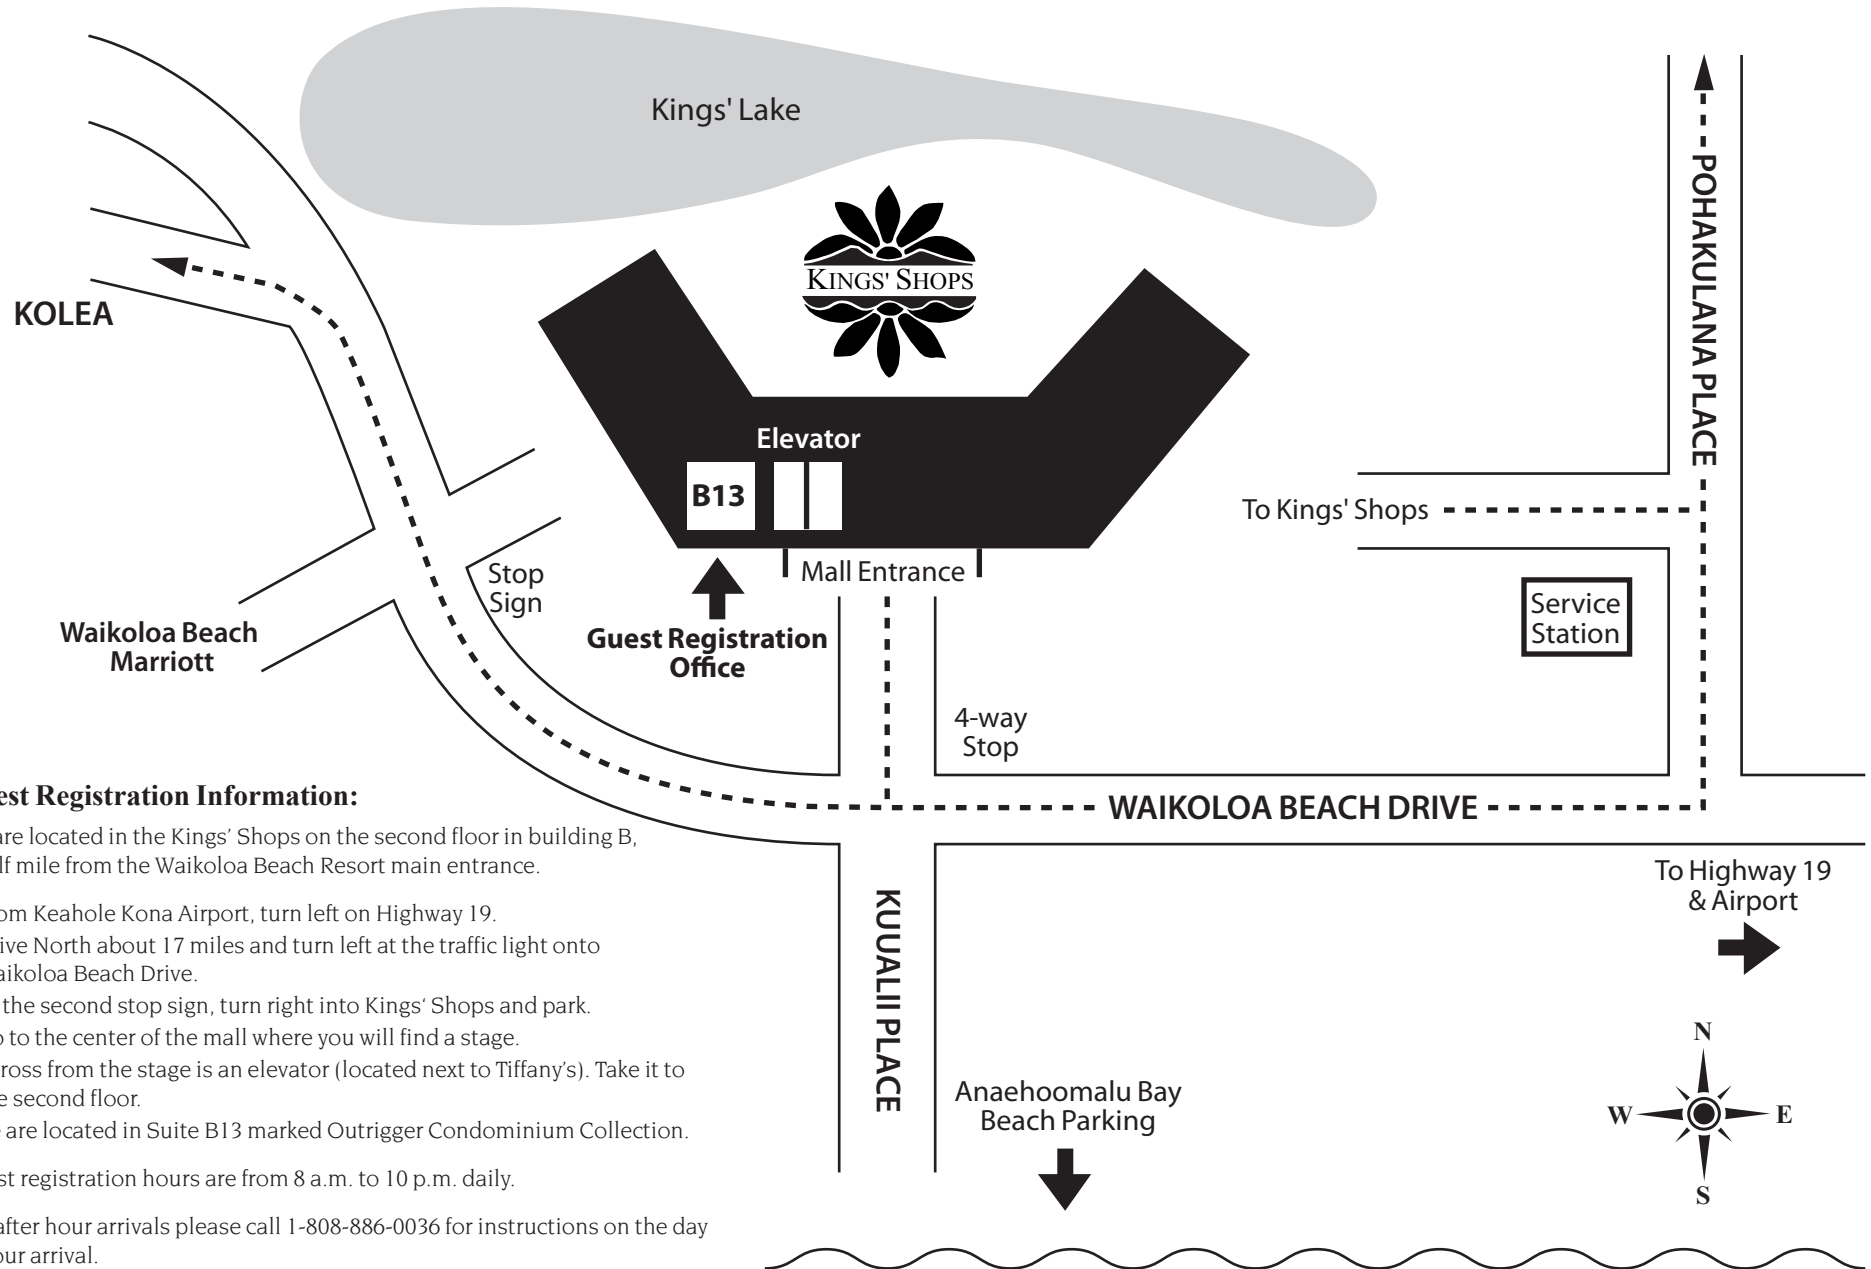 Kings' Lake
KINGS' SHOPS
POHAKULANA PLACE
KOLEA
Elevator
B13
To Kings' Shops
Mall Entrance
Stop
Sign
Service
Station
Guest Registration
Office
Waikoloa Beach
Marriott
4-way
Stop
WAIKOLOA BEACH DRIVE
To Highway 19
& Airport
KUUALII PLACE
Anaehoomalu Bay
Beach Parking
N
W
E
S
est Registration Information:
are located in the Kings’ Shops on the second floor in building B,
lf mile from the Waikoloa Beach Resort main entrance.
om Keahole Kona Airport, turn left on Highway 19.
ive North about 17 miles and turn left at the traffic light onto
aikoloa Beach Drive.
the second stop sign, turn right into Kings‘ Shops and park.
o to the center of the mall where you will find a stage.
ross from the stage is an elevator (located next to Tiffany’s). Take it to
e second floor.
e are located in Suite B13 marked Outrigger Condominium Collection.
st registration hours are from 8 a.m. to 10 p.m. daily.
after hour arrivals please call 1-808-886-0036 for instructions on the day
our arrival.